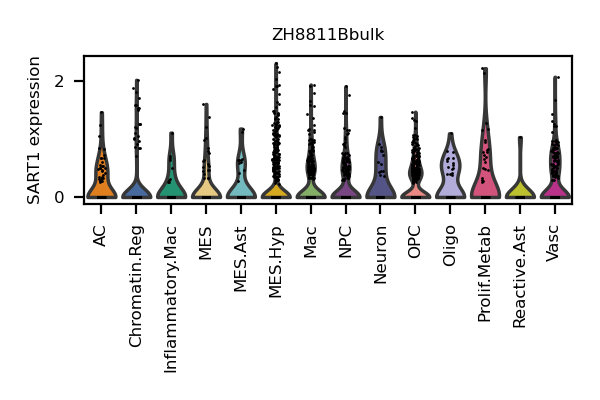 ZH8811Bbulk
SART1 expression
2
0
AC
Chromatin.Reg
Inflammatory.Mac
MES
MES.Ast
MES.Hyp
Mac
NPC
Neuron
OPC
Oligo
Prolif.Metab
Reactive.Ast
Vasc